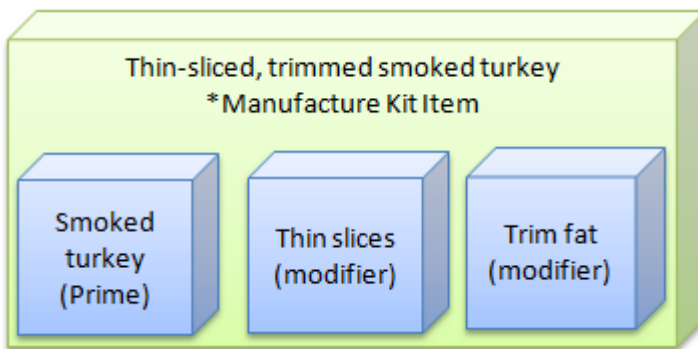 Thin-sliced, trimmed smoked turkey
*Manufacture Kit Item
Smoked
turkey
(Prime)
Thin slices
(modifier)
Trim fat
(modifier)